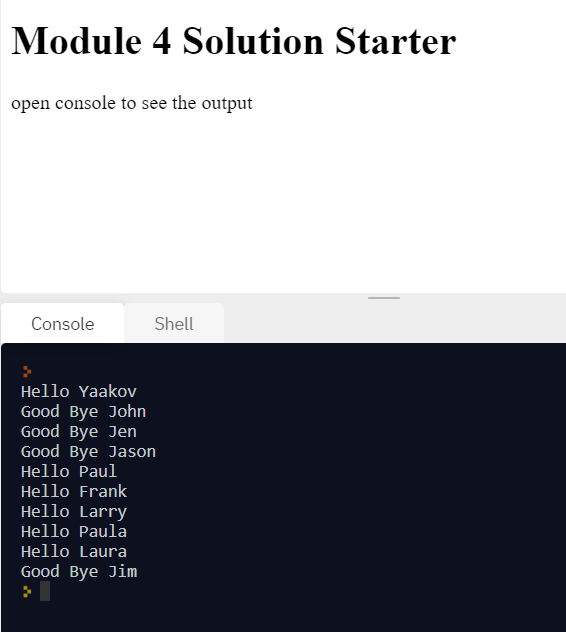 Module 4 Solution Starter
open console to see the output
Console Shell
Hello Yaakov
Good Bye John
Good Bye Jen
Good Bye Jason
Hello Paul
Hello Frank
Hello Larry
Hello Paula
Hello Laura
Good Bye Jim